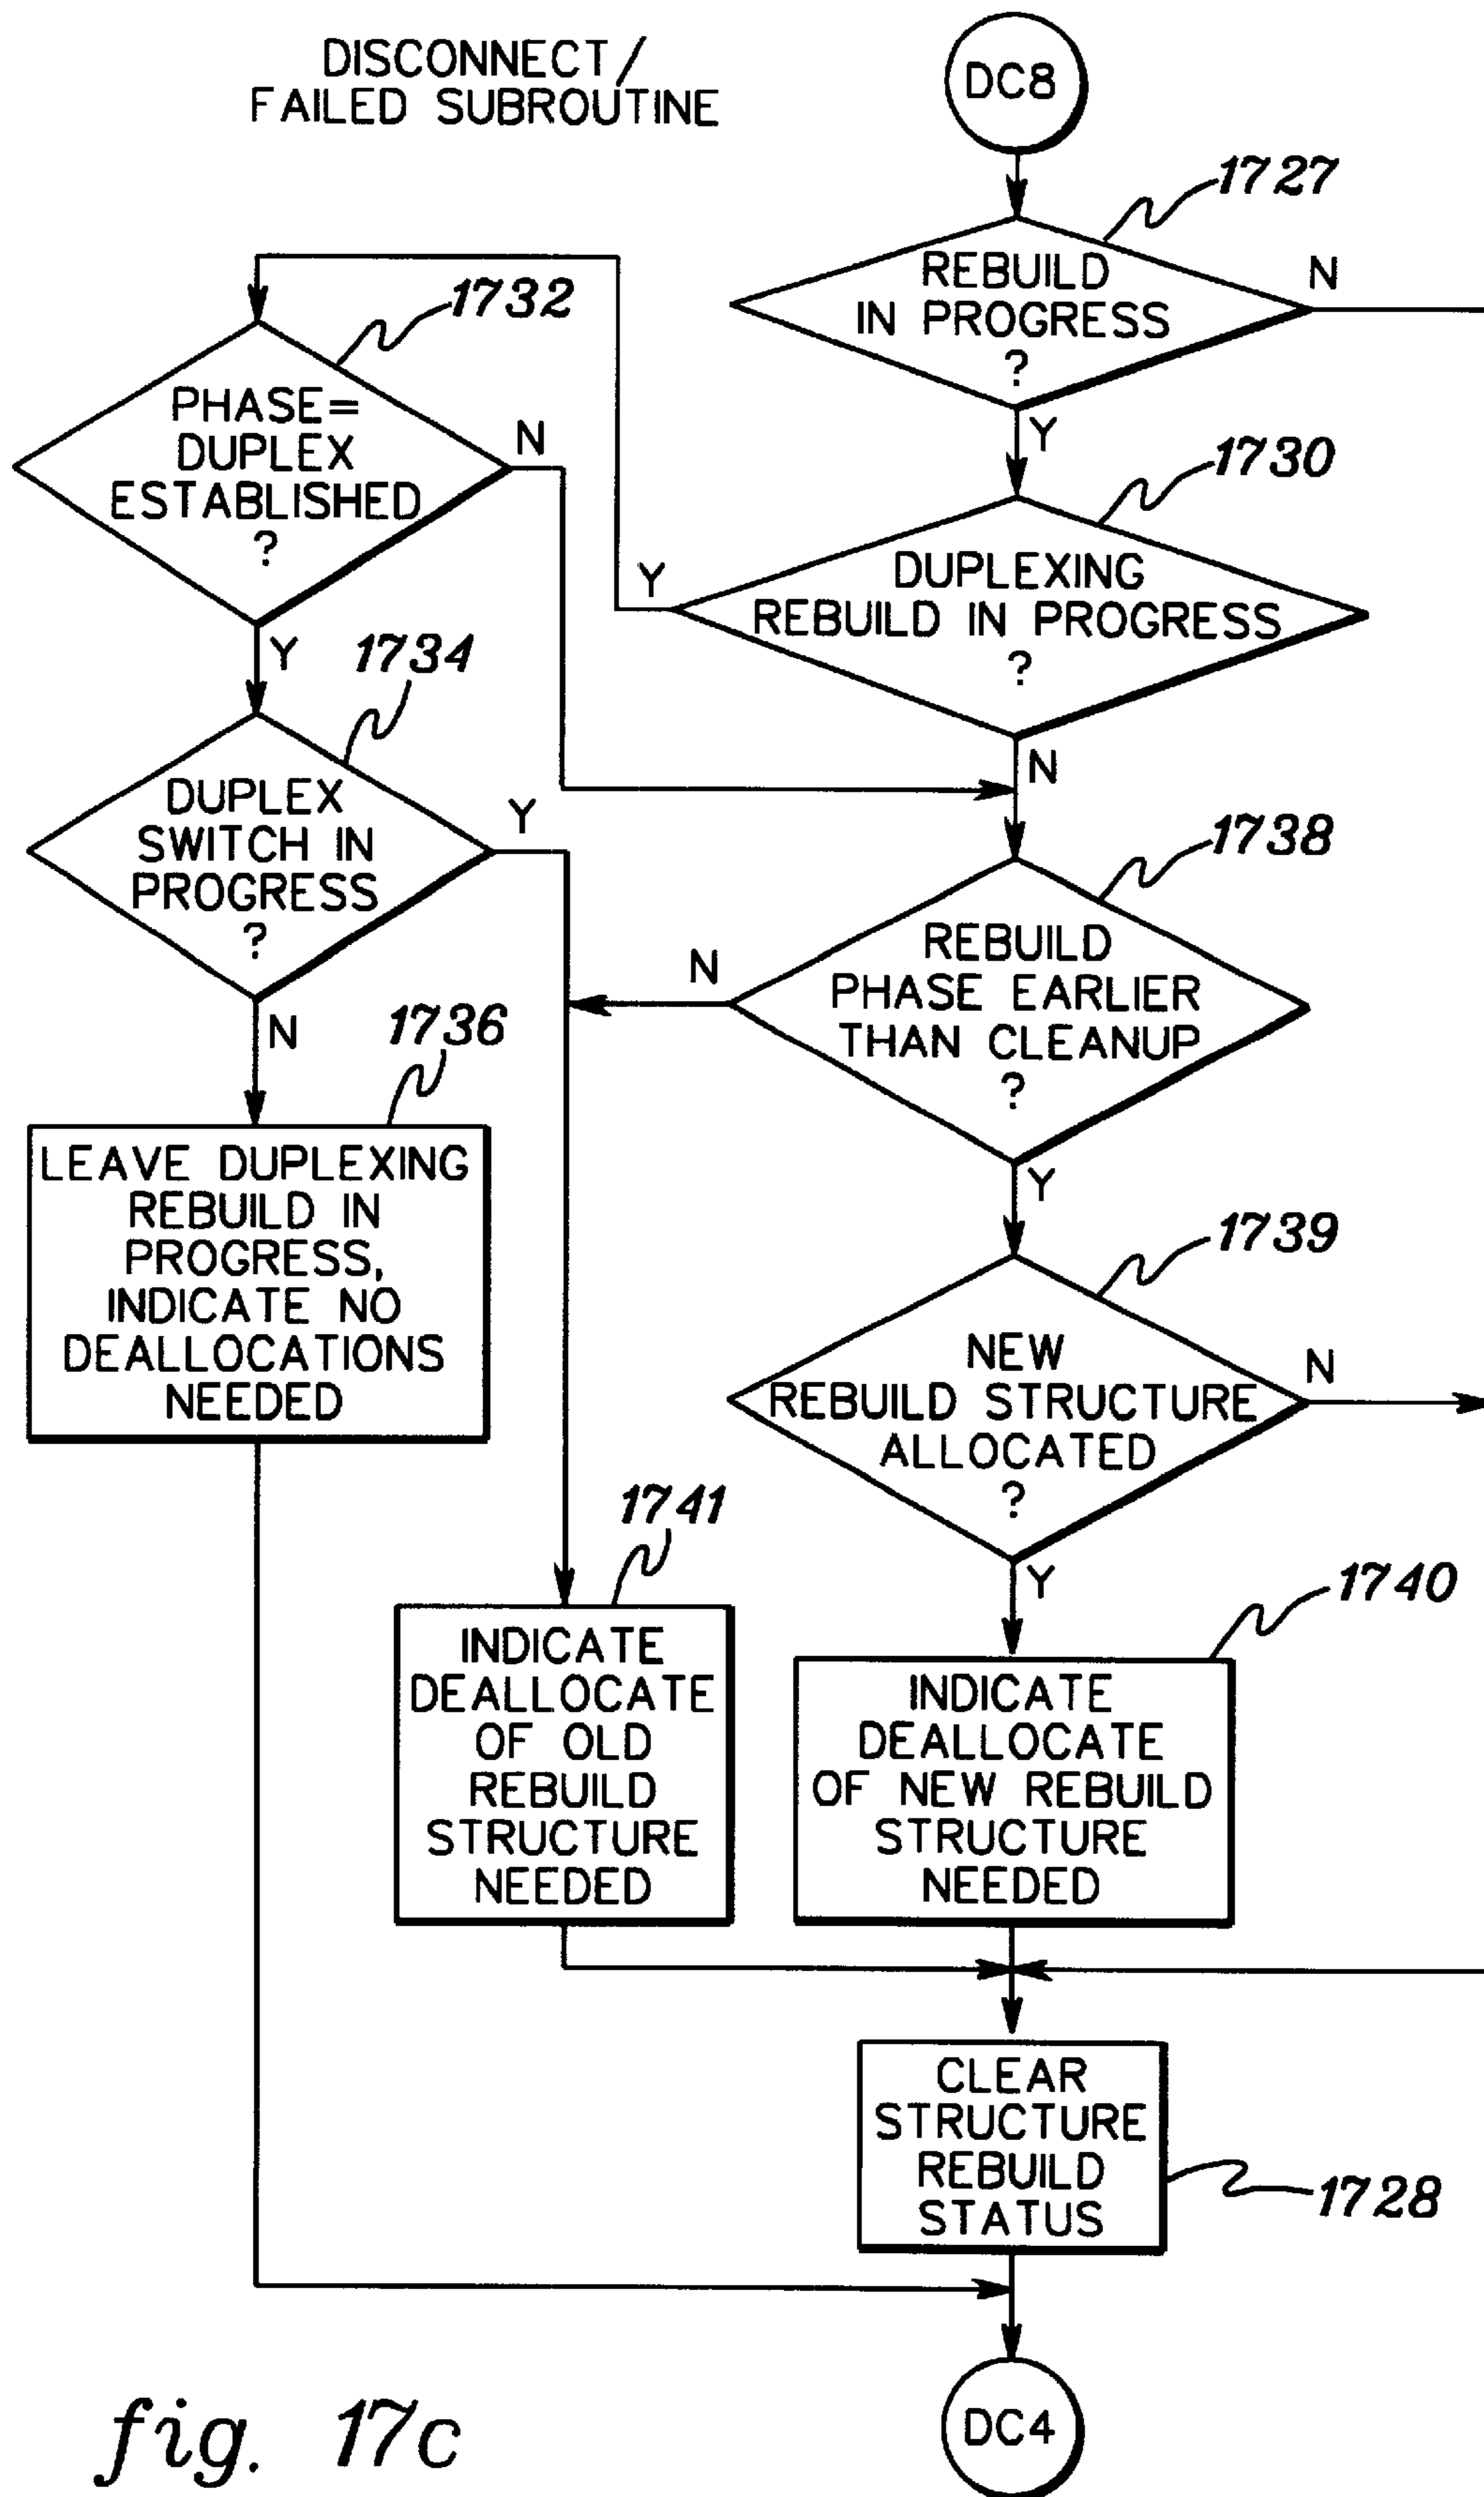 DISCONNECT/
FAILED SUBROUTINE
DC8
1727
REBUILD
IN PROGRESS
?
N
Y
1730
DUPLEXING
REBUILD IN PROGRESS
?
Y
N
1732
PHASE=
DUPLEX
ESTABLISHED
?
N
Y
1734
DUPLEX
SWITCH IN
PROGRESS
?
Y
N
1736
LEAVE DUPLEXING
REBUILD IN
PROGRESS,
INDICATE NO
DEALLOCATIONS
NEEDED
1738
REBUILD
PHASE EARLIER
THAN CLEANUP
?
N
Y
1739
NEW
REBUILD STRUCTURE
ALLOCATED
?
N
Y
1741
INDICATE
DEALLOCATE
OF OLD
REBUILD
STRUCTURE
NEEDED
1740
INDICATE
DEALLOCATE
OF NEW REBUILD
STRUCTURE
NEEDED
CLEAR
STRUCTURE
REBUILD
STATUS
1728
DC4
fig. 17c